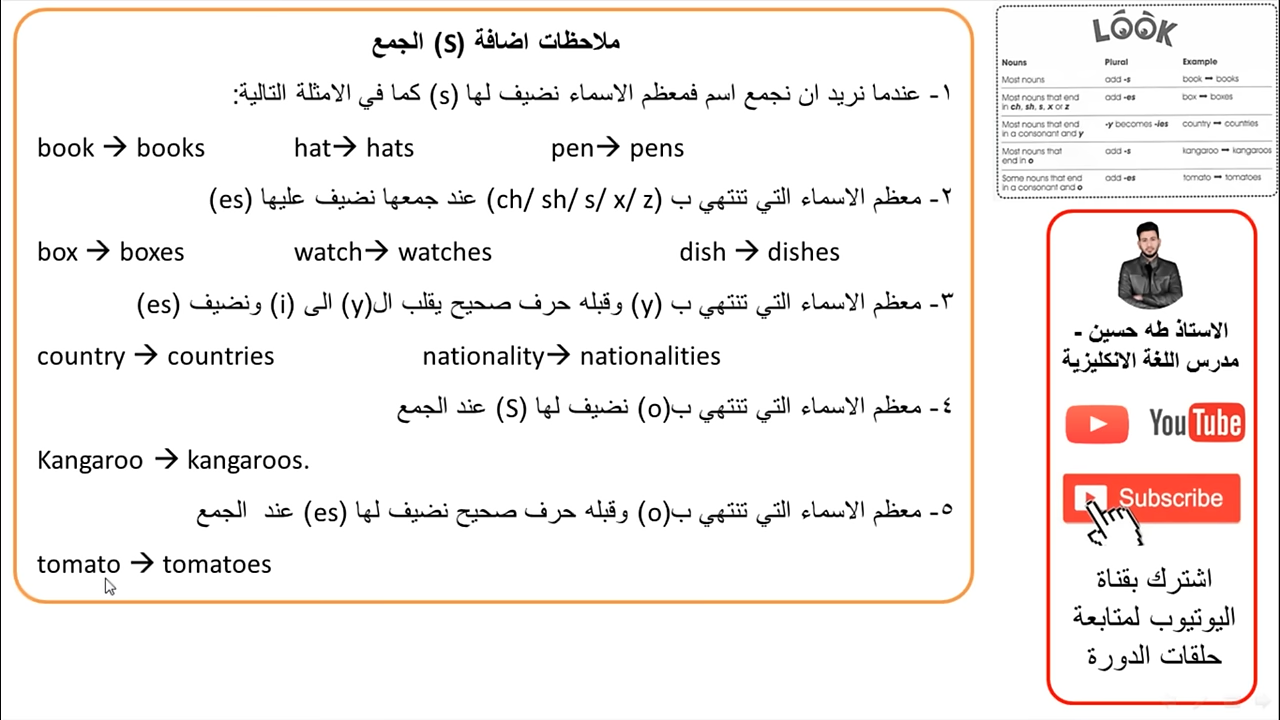 ملاحظات اضافة (S) الجمع
١- عندما نريد ان نجمع اسم فمعظم الاسماء نضيف لها (s) كما في الامثلة التالية:
book → books hat→ hats pen→ pens
٢- معظم الاسماء التي تنتهي ب (ch/ sh/ s/ x/ z) عند جمعها نضيف عليها (es)
box → boxes watch→ watches dish → dishes
٣- معظم الاسماء التي تنتهي ب (y) وقبله حرف صحيح يقلب ال(y) الى (i) ونضيف (es)
country → countries nationality→ nationalities
٤- معظم الاسماء التي تنتهي ب(o) نضيف لها (S) عند الجمع
Kangaroo → kangaroos.
٥- معظم الاسماء التي تنتهي ب(o) وقبله حرف صحيح نضيف لها (es) عند الجمع
tomato → tomatoes
LOOK
Nouns Plural Example
Most nouns add -s book → books
Most nouns that end add -es box → boxes
in ch, sh, s, x or z
Most nouns that end -y becomes -ies country → countries
in a consonant and y
Most nouns that add -s kangaroo → kangaroos
end in o
Some nouns that end add -es tomato → tomatoes
in a consonant and o
الاستاذ طه حسين -
مدرس اللغة الانكليزية
YouTube
Subscribe
اشترك بقناة
اليوتيوب لمتابعة
حلقات الدورة